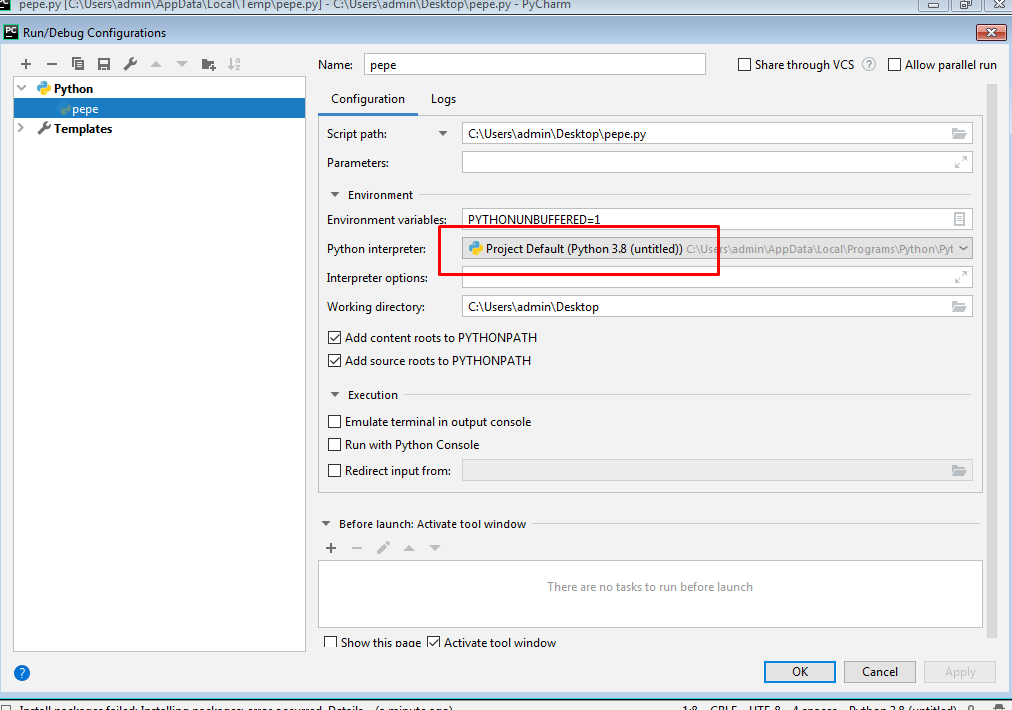 pepe.py [C:\Users\admin\AppData\Local\Temp\pepe.py] - C:\Users\admin\Desktop\pepe.py - PyCharm
PC Run/Debug Configurations
Name: pepe
Share through VCS ? Allow parallel run
Python
pepe
Templates
Configuration Logs
Script path: C:\Users\admin\Desktop\pepe.py
Parameters:
Environment
Environment variables: PYTHONUNBUFFERED=1
Python interpreter: Project Default (Python 3.8 (untitled)) C:\Users\admin\AppData\Local\Programs\Python\Pyt
Interpreter options:
Working directory: C:\Users\admin\Desktop
Add content roots to PYTHONPATH
Add source roots to PYTHONPATH
Execution
Emulate terminal in output console
Run with Python Console
Redirect input from:
Before launch: Activate tool window
There are no tasks to run before launch
Show this page Activate tool window
? OK Cancel Apply
Install packages failed: Installing packages: error occurred. Details... (a minute ago) 1:8 CRLF UTF-8 4 spaces Python 3.8 (untitled)